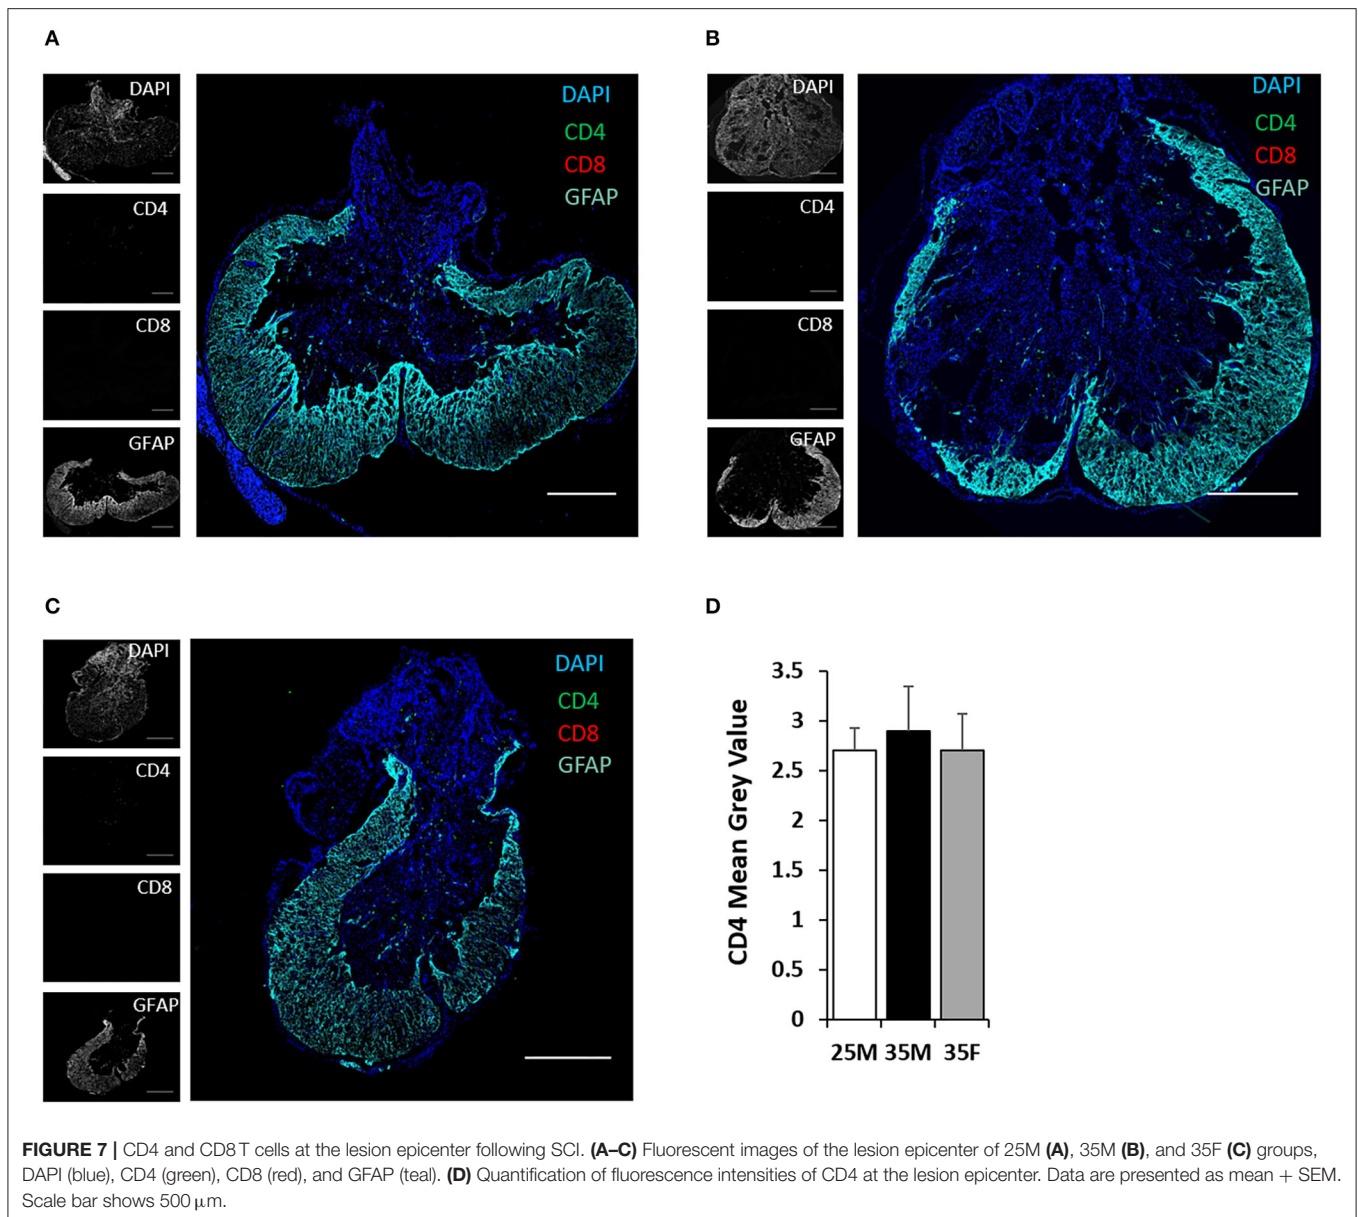 A
DAPI
CD4
CD8
GFAP
DAPI
CD4
CD8
GFAP
B
DAPI
CD4
CD8
GFAP
DAPI
CD4
CD8
GFAP
C
DAPI
CD4
CD8
GFAP
DAPI
CD4
CD8
GFAP
D
CD4 Mean Grey Value
3.5
3
2.5
2
1.5
1
0.5
0
25M 35M 35F
FIGURE 7 | CD4 and CD8 T cells at the lesion epicenter following SCI. (A–C) Fluorescent images of the lesion epicenter of 25M (A), 35M (B), and 35F (C) groups,
DAPI (blue), CD4 (green), CD8 (red), and GFAP (teal). (D) Quantification of fluorescence intensities of CD4 at the lesion epicenter. Data are presented as mean + SEM.
Scale bar shows 500 μm.